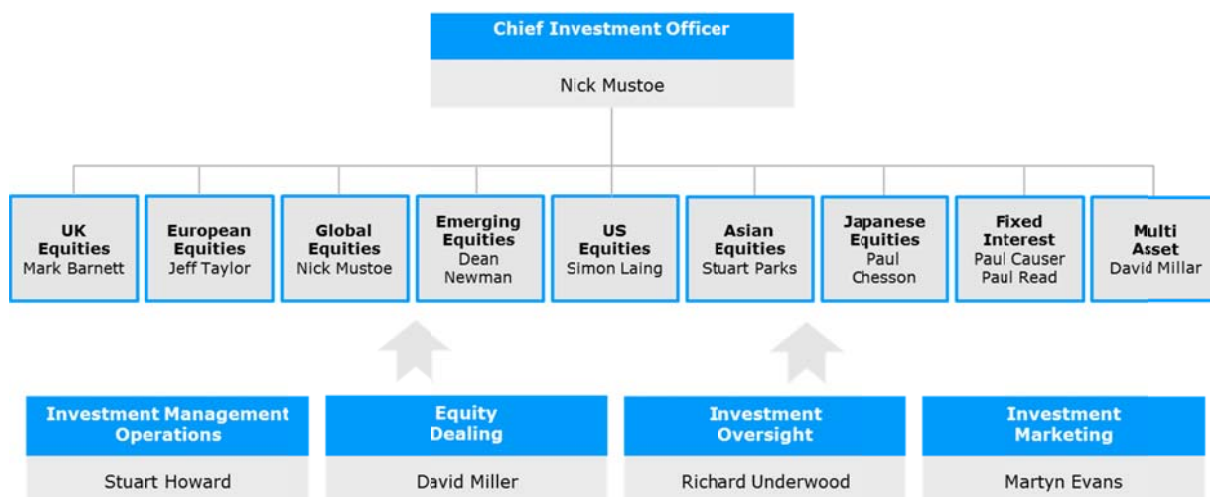 Chief Investment Officer
Nick Mustoe
UK
Equities
Mark Barnett
European
Equities
Jeff Taylor
Global
Equities
Nick Mustoe
Emerging
Equities
Dean
Newman
US
Equities
Simon Laing
Asian
Equities
Stuart Parks
Japanese
Equities
Paul
Chesson
Fixed
Interest
Paul Causer
Paul Read
Multi
Asset
David Millar
Investment Management
Operations
Stuart Howard
Equity
Dealing
David Miller
Investment
Oversight
Richard Underwood
Investment
Marketing
Martyn Evans